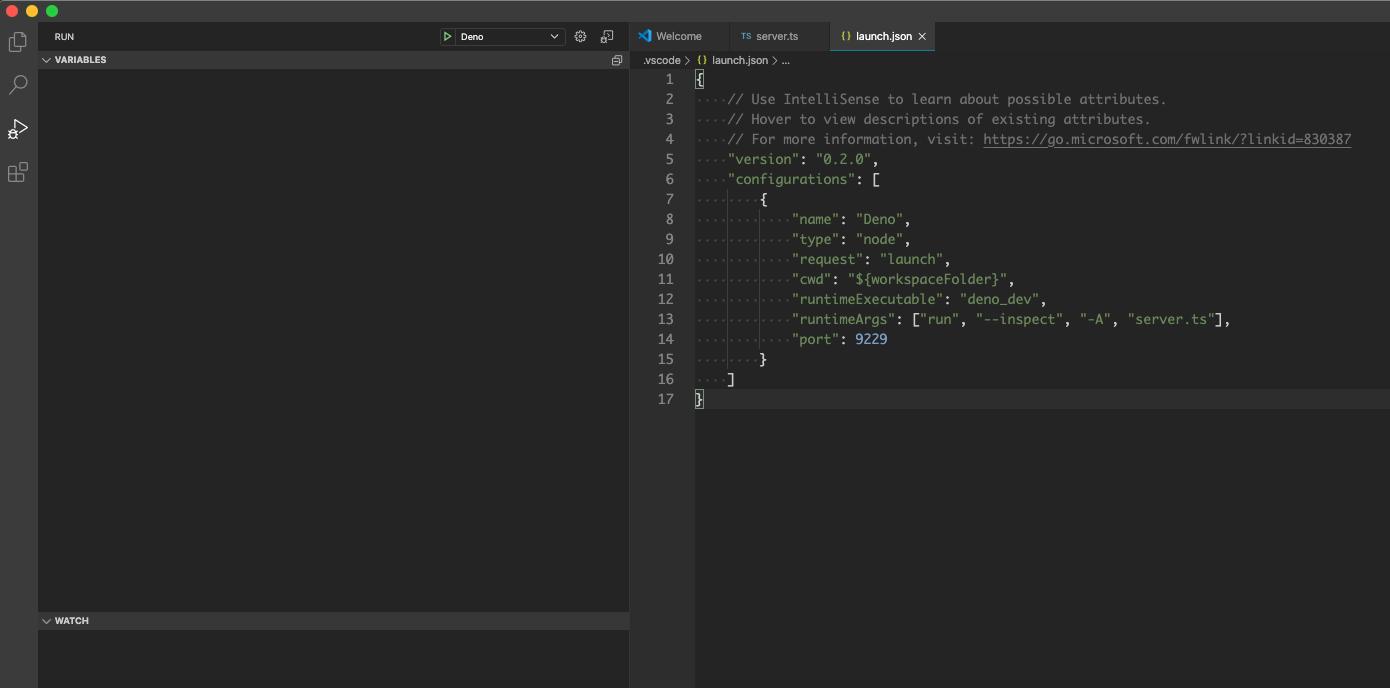 RUN
Deno
VARIABLES
WATCH
Welcome
TS server.ts
{} launch.json
.vscode > {} launch.json > ...
1 {
2 // Use IntelliSense to learn about possible attributes.
3 // Hover to view descriptions of existing attributes.
4 // For more information, visit: https://go.microsoft.com/fwlink/?linkid=830387
5 "version": "0.2.0",
6 "configurations": [
7 {
8 "name": "Deno",
9 "type": "node",
10 "request": "launch",
11 "cwd": "${workspaceFolder}",
12 "runtimeExecutable": "deno_dev",
13 "runtimeArgs": ["run", "--inspect", "-A", "server.ts"],
14 "port": 9229
15 }
16 ]
17 }